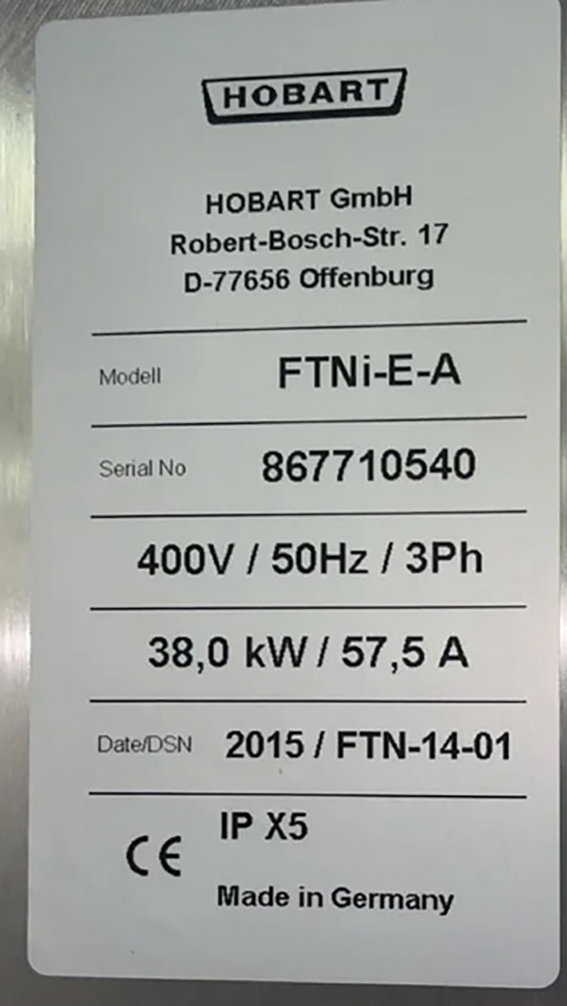 HOBART
HOBART GmbH
Robert-Bosch-Str. 17
D-77656 Offenburg
Modell FTNi-E-A
Serial No 867710540
400V / 50Hz / 3Ph
38,0 kW / 57,5 A
Date/DSN 2015 / FTN-14-01
CE IP X5
Made in Germany